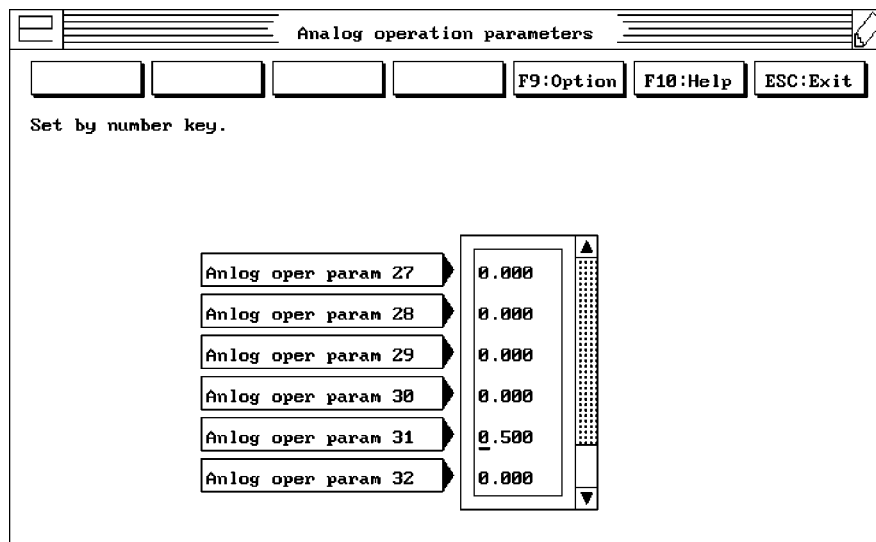 Analog operation parameters
F9:Option F10:Help ESC:Exit
Set by number key.
Anlog oper param 27 0.000
Anlog oper param 28 0.000
Anlog oper param 29 0.000
Anlog oper param 30 0.000
Anlog oper param 31 0.500
Anlog oper param 32 0.000